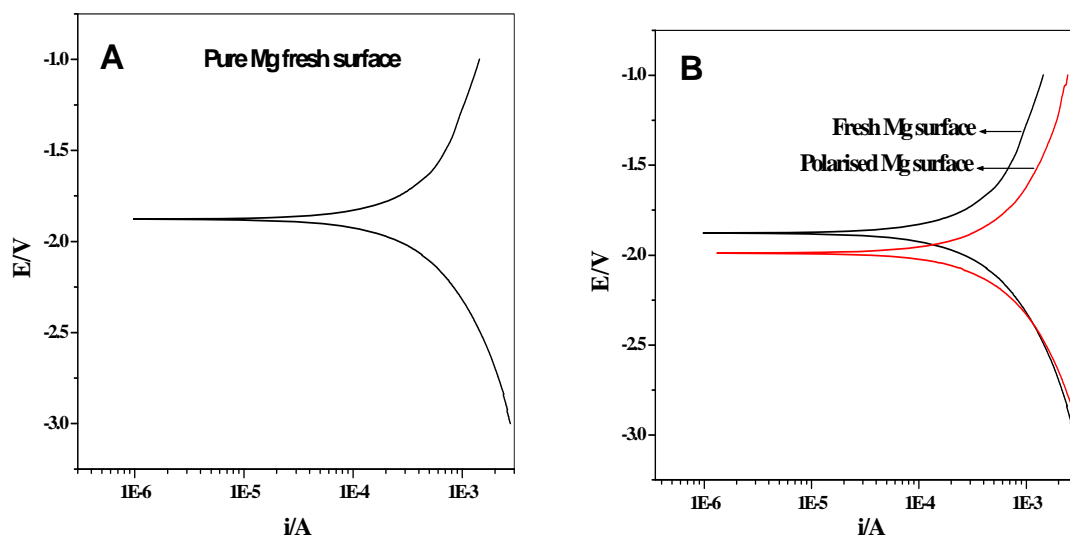 A
Pure Mg fresh surface
-1.0
-1.5
-2.0
-2.5
-3.0
E/V
1E-6 1E-5 1E-4 1E-3
i/A
B
Fresh Mg surface
Polarised Mg surface
-1.0
-1.5
-2.0
-2.5
-3.0
E/V
1E-6 1E-5 1E-4 1E-3
i/A